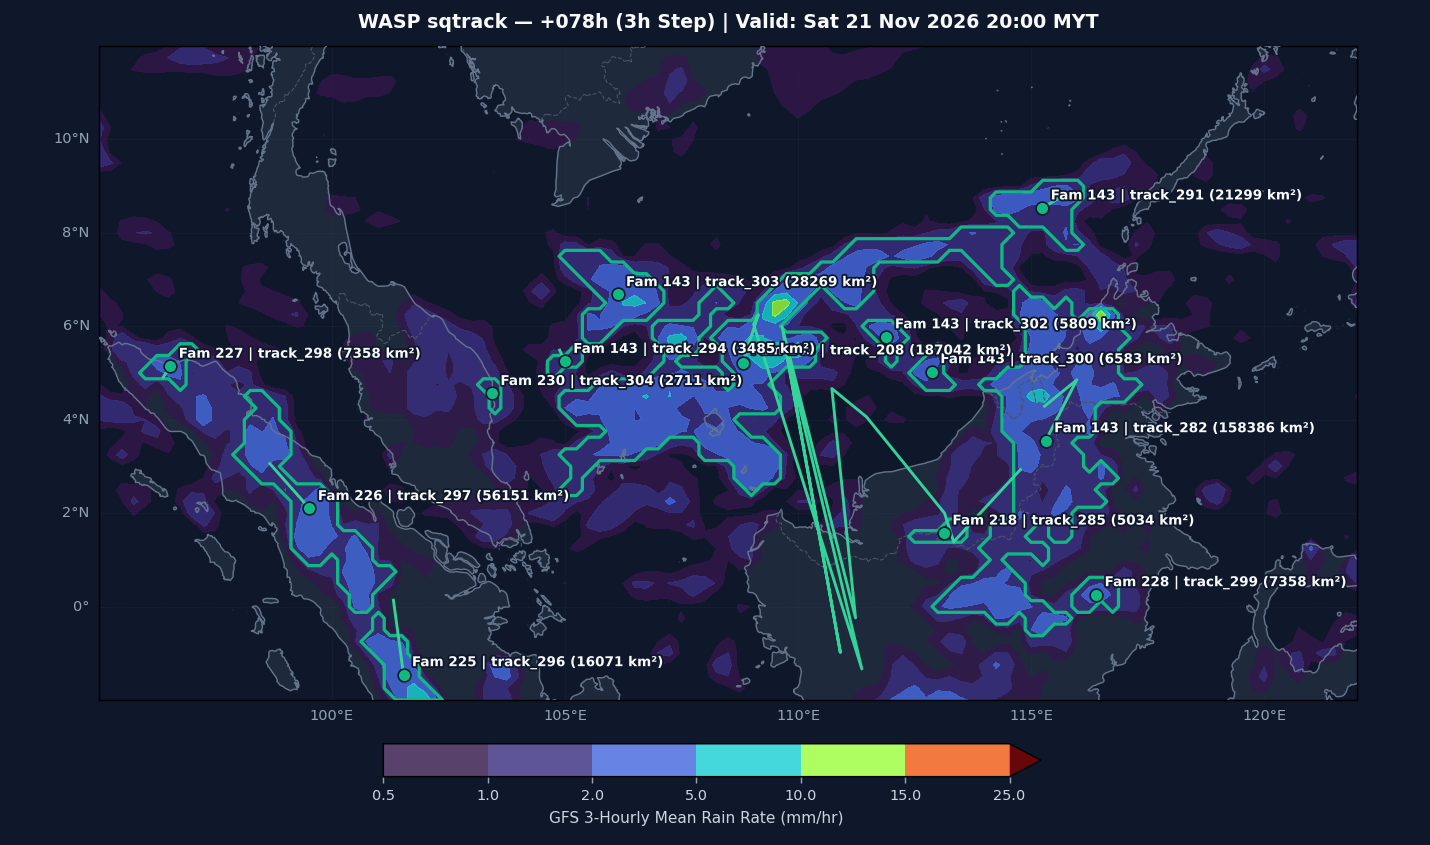 WASP sqtrack — +078h (3h Step) | Valid: Sat 21 Nov 2026 20:00 MYT
10°N
8°N
6°N
4°N
2°N
0°
Fam 143 | track_291 (21299 km²)
Fam 143 | track_303 (28269 km²)
Fam 143 | track_302 (5809 km²)
Fam 143 | track_294 (3485 km²)
| track_208 (187042 km²)
Fam 227 | track_298 (7358 km²)
Fam 143 | track_300 (6583 km²)
Fam 230 | track_304 (2711 km²)
Fam 143 | track_282 (158386 km²)
Fam 226 | track_297 (56151 km²)
Fam 218 | track_285 (5034 km²)
Fam 228 | track_299 (7358 km²)
Fam 225 | track_296 (16071 km²)
100°E 105°E 110°E 115°E 120°E
0.5 1.0 2.0 5.0 10.0 15.0 25.0
GFS 3-Hourly Mean Rain Rate (mm/hr)